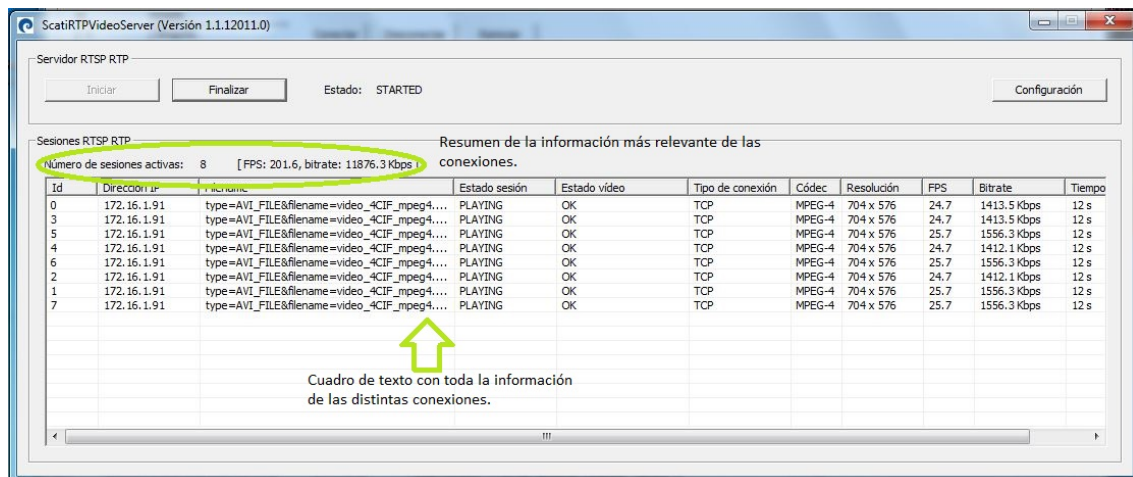 ScatiRTPVideoServer (Versión 1.1.12011.0)
Servidor RTSP RTP
Iniciar Finalizar Estado: STARTED Configuración
Sesiones RTSP RTP
Resumen de la información más relevante de las
conexiones.
Número de sesiones activas: 8 [ FPS: 201.6, bitrate: 11876.3 Kbps ]
Id Dirección IP Filename Estado sesión Estado vídeo Tipo de conexión Códec Resolución FPS Bitrate Tiempo
0 172.16.1.91 type=AVI_FILE&filename=video_4CIF_mpeg4.... PLAYING OK TCP MPEG-4 704 x 576 24.7 1413.5 Kbps 12 s
3 172.16.1.91 type=AVI_FILE&filename=video_4CIF_mpeg4.... PLAYING OK TCP MPEG-4 704 x 576 24.7 1413.5 Kbps 12 s
5 172.16.1.91 type=AVI_FILE&filename=video_4CIF_mpeg4.... PLAYING OK TCP MPEG-4 704 x 576 25.7 1556.3 Kbps 12 s
4 172.16.1.91 type=AVI_FILE&filename=video_4CIF_mpeg4.... PLAYING OK TCP MPEG-4 704 x 576 24.7 1412.1 Kbps 12 s
6 172.16.1.91 type=AVI_FILE&filename=video_4CIF_mpeg4.... PLAYING OK TCP MPEG-4 704 x 576 25.7 1556.3 Kbps 12 s
2 172.16.1.91 type=AVI_FILE&filename=video_4CIF_mpeg4.... PLAYING OK TCP MPEG-4 704 x 576 24.7 1412.1 Kbps 12 s
1 172.16.1.91 type=AVI_FILE&filename=video_4CIF_mpeg4.... PLAYING OK TCP MPEG-4 704 x 576 25.7 1556.3 Kbps 12 s
7 172.16.1.91 type=AVI_FILE&filename=video_4CIF_mpeg4.... PLAYING OK TCP MPEG-4 704 x 576 25.7 1556.3 Kbps 12 s
Cuadro de texto con toda la información
de las distintas conexiones.